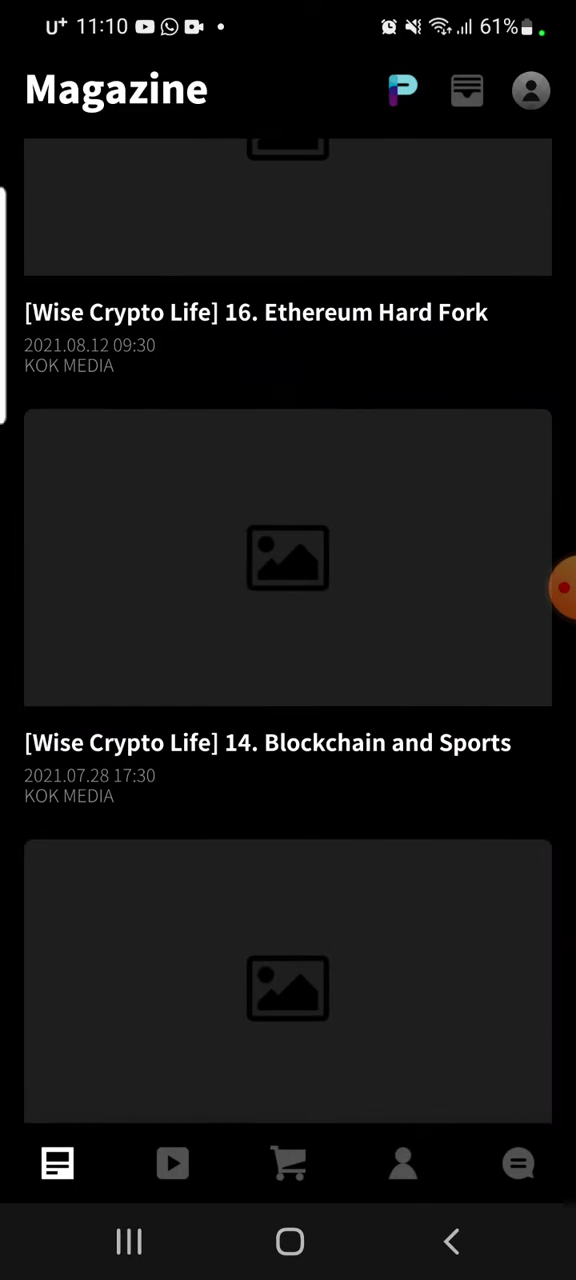 U+ 11:10 61%
Magazine
[Wise Crypto Life] 16. Ethereum Hard Fork
2021.08.12 09:30
KOK MEDIA
[Wise Crypto Life] 14. Blockchain and Sports
2021.07.28 17:30
KOK MEDIA